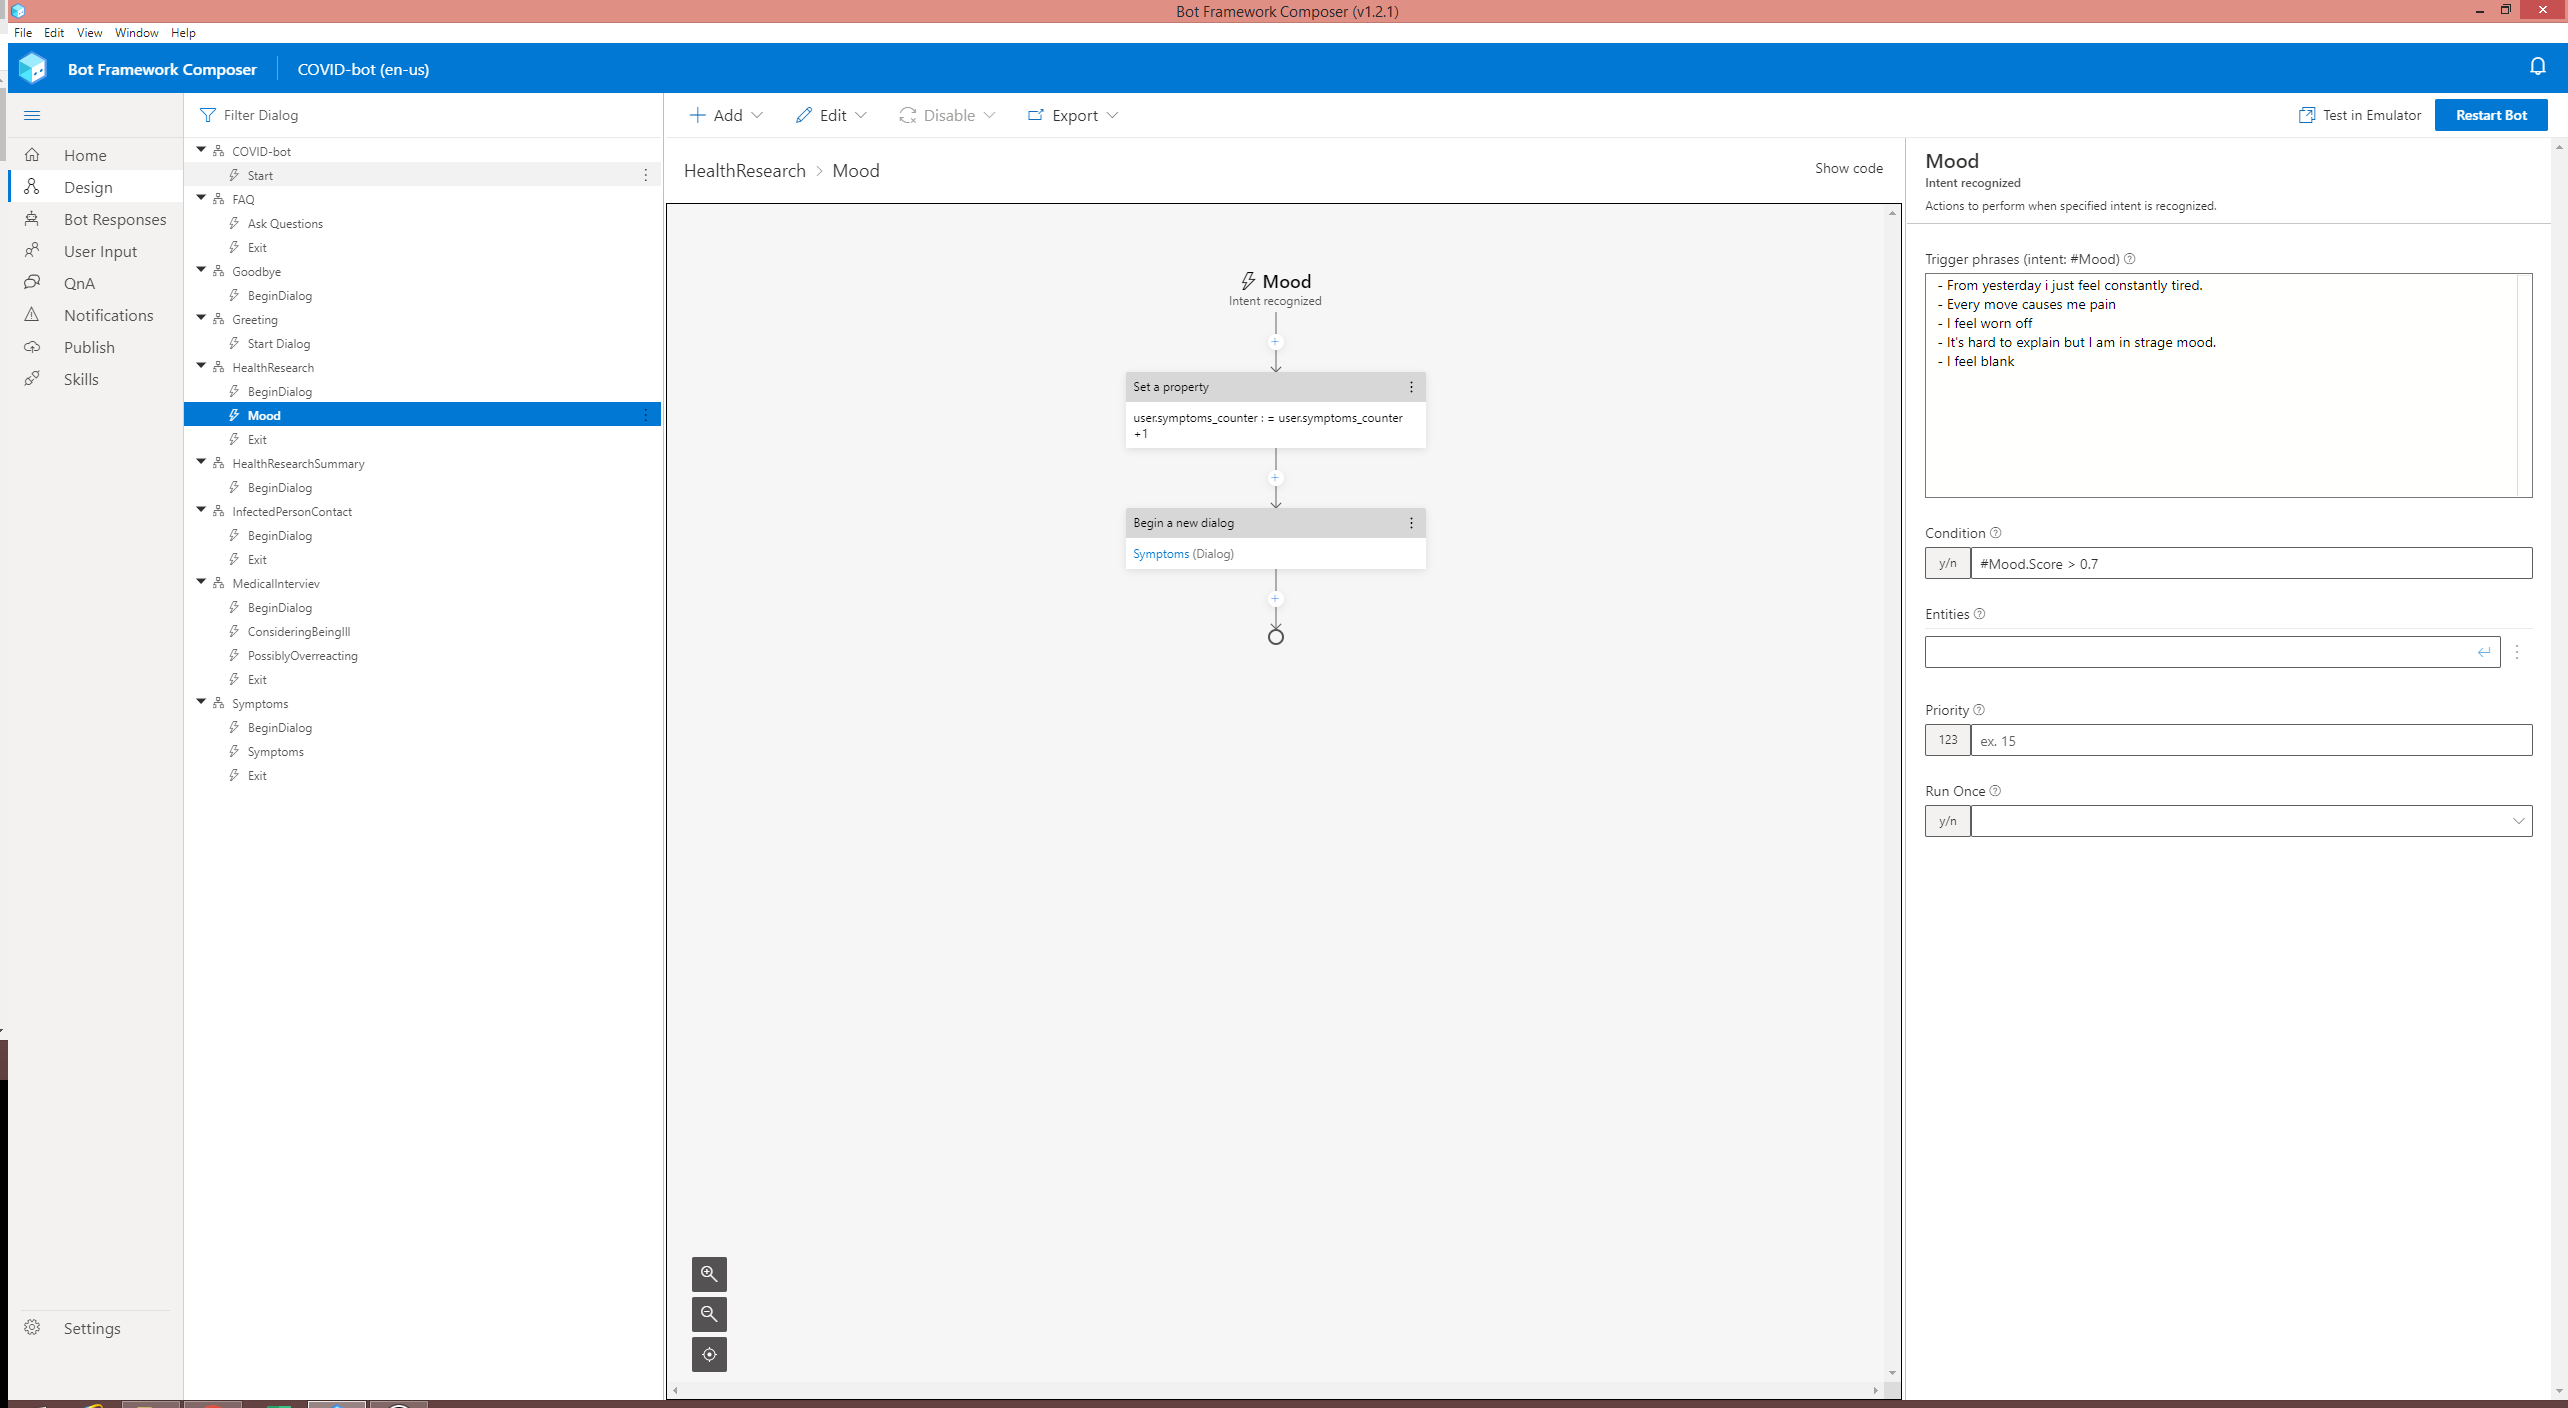 Bot Framework Composer (v1.2.1)
File Edit View Window Help
Bot Framework Composer COVID-bot (en-us)
Filter Dialog
Add Edit Disable Export
Test in Emulator Restart Bot
Home
Design
Bot Responses
User Input
QnA
Notifications
Publish
Skills
Settings
COVID-bot
Start
FAQ
Ask Questions
Exit
Goodbye
BeginDialog
Greeting
Start Dialog
HealthResearch
BeginDialog
Mood
Exit
HealthResearchSummary
BeginDialog
InfectedPersonContact
BeginDialog
Exit
MedicalInterviev
BeginDialog
ConsideringBeingIll
PossiblyOverreacting
Exit
Symptoms
BeginDialog
Symptoms
Exit
HealthResearch > Mood
Show code
Mood
Intent recognized
Set a property
user.symptoms_counter : = user.symptoms_counter
+1
Begin a new dialog
Symptoms (Dialog)
Mood
Intent recognized
Actions to perform when specified intent is recognized.
Trigger phrases (intent: #Mood)
- From yesterday i just feel constantly tired.
- Every move causes me pain
- I feel worn off
- It's hard to explain but I am in strage mood.
- I feel blank
Condition
y/n #Mood.Score > 0.7
Entities
Priority
123 ex. 15
Run Once
y/n